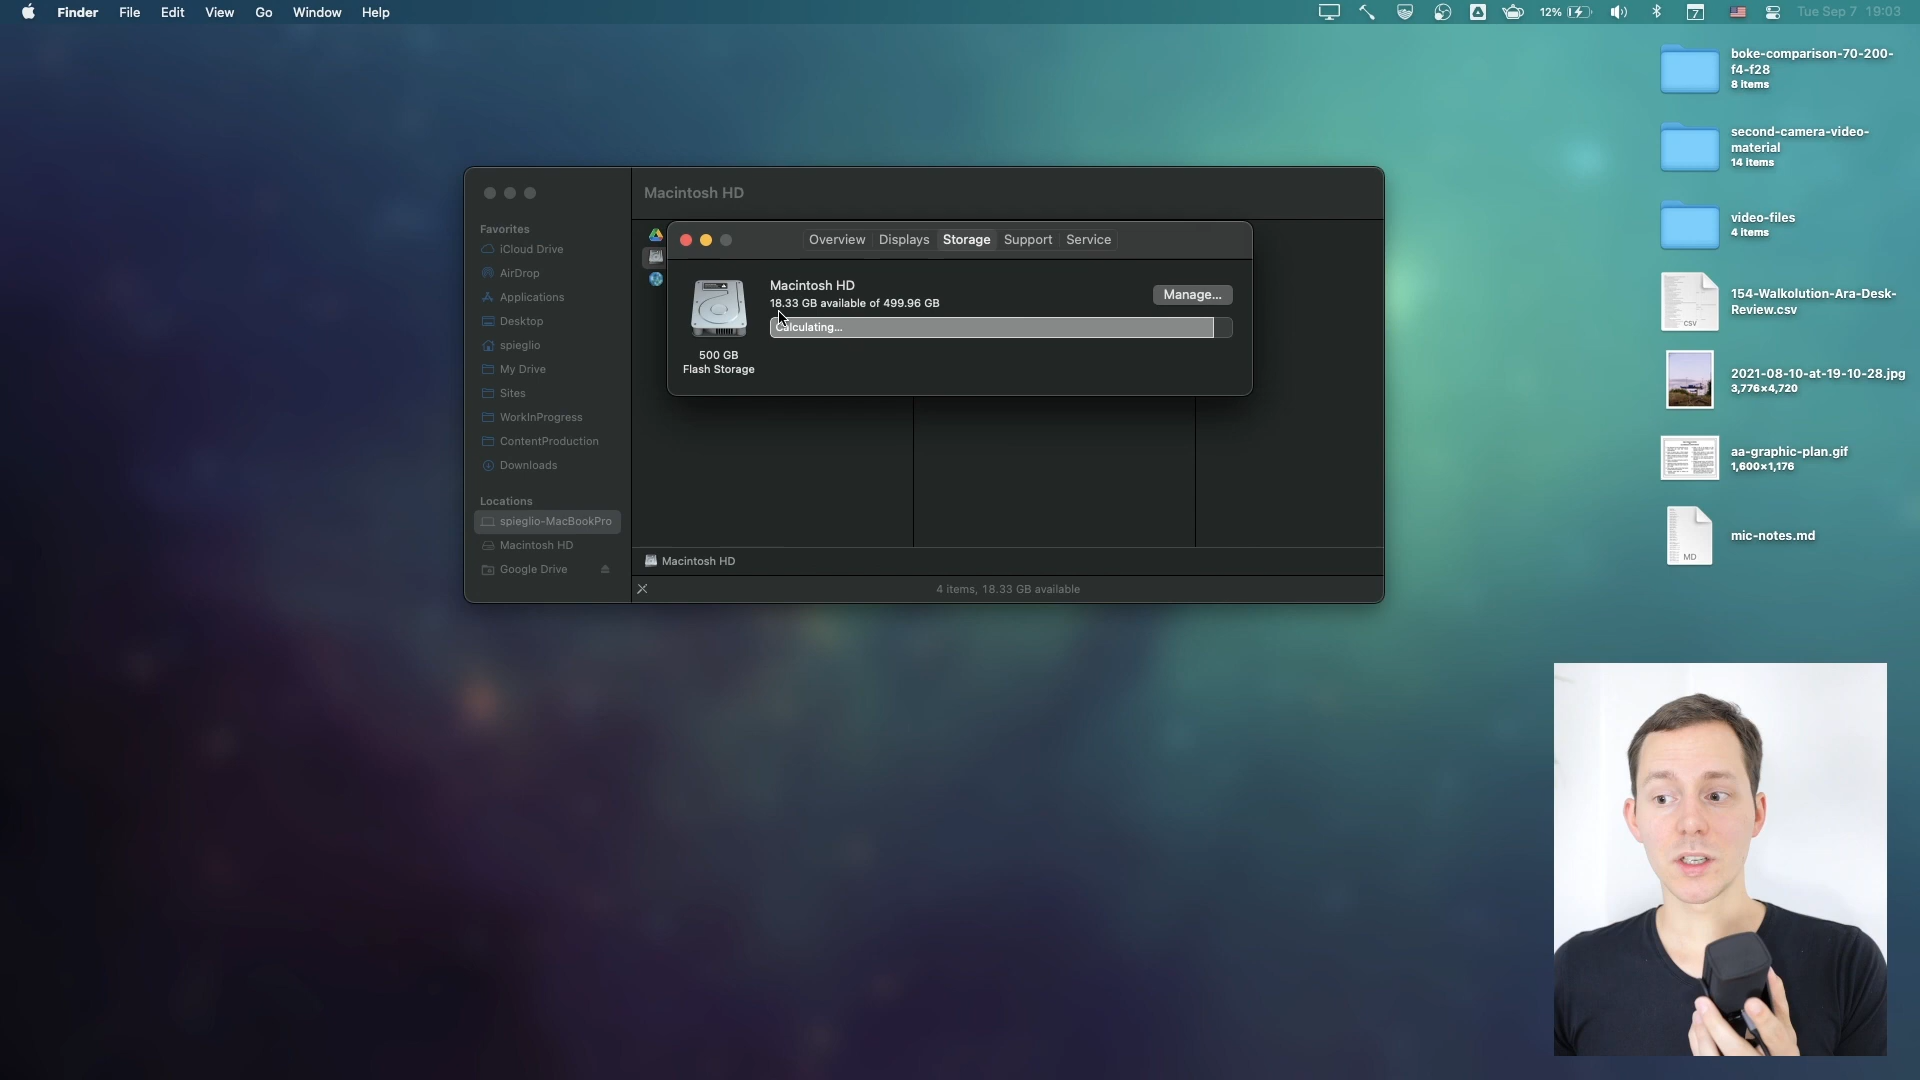 Finder File Edit View Go Window Help
12%
7
Tue Sep 7 19:03
boke-comparison-70-200-
f4-f28
8 items
second-camera-video-
material
14 items
video-files
4 items
CSV
154-Walkolution-Ara-Desk-
Review.csv
2021-08-10-at-19-10-28.jpg
3,776×4,720
aa-graphic-plan.gif
1,600×1,176
MD
mic-notes.md
Macintosh HD
Favorites
iCloud Drive
AirDrop
Applications
Desktop
spieglio
My Drive
Sites
WorkInProgress
ContentProduction
Downloads
Locations
spieglio-MacBookPro
Macintosh HD
Google Drive
Overview Displays Storage Support Service
Macintosh HD
18.33 GB available of 499.96 GB
Manage...
Calculating...
500 GB
Flash Storage
Macintosh HD
4 items, 18.33 GB available